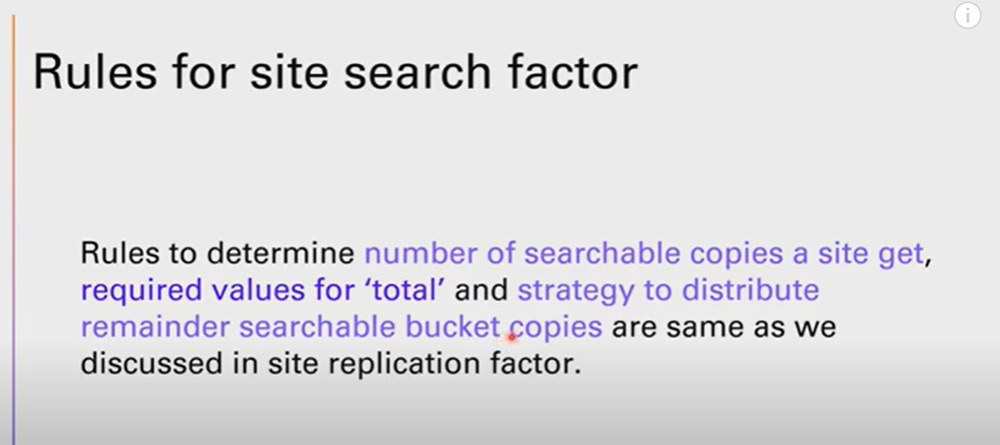 Rules for site search factor
Rules to determine number of searchable copies a site get,
required values for ‘total’ and strategy to distribute
remainder searchable bucket copies are same as we
discussed in site replication factor.